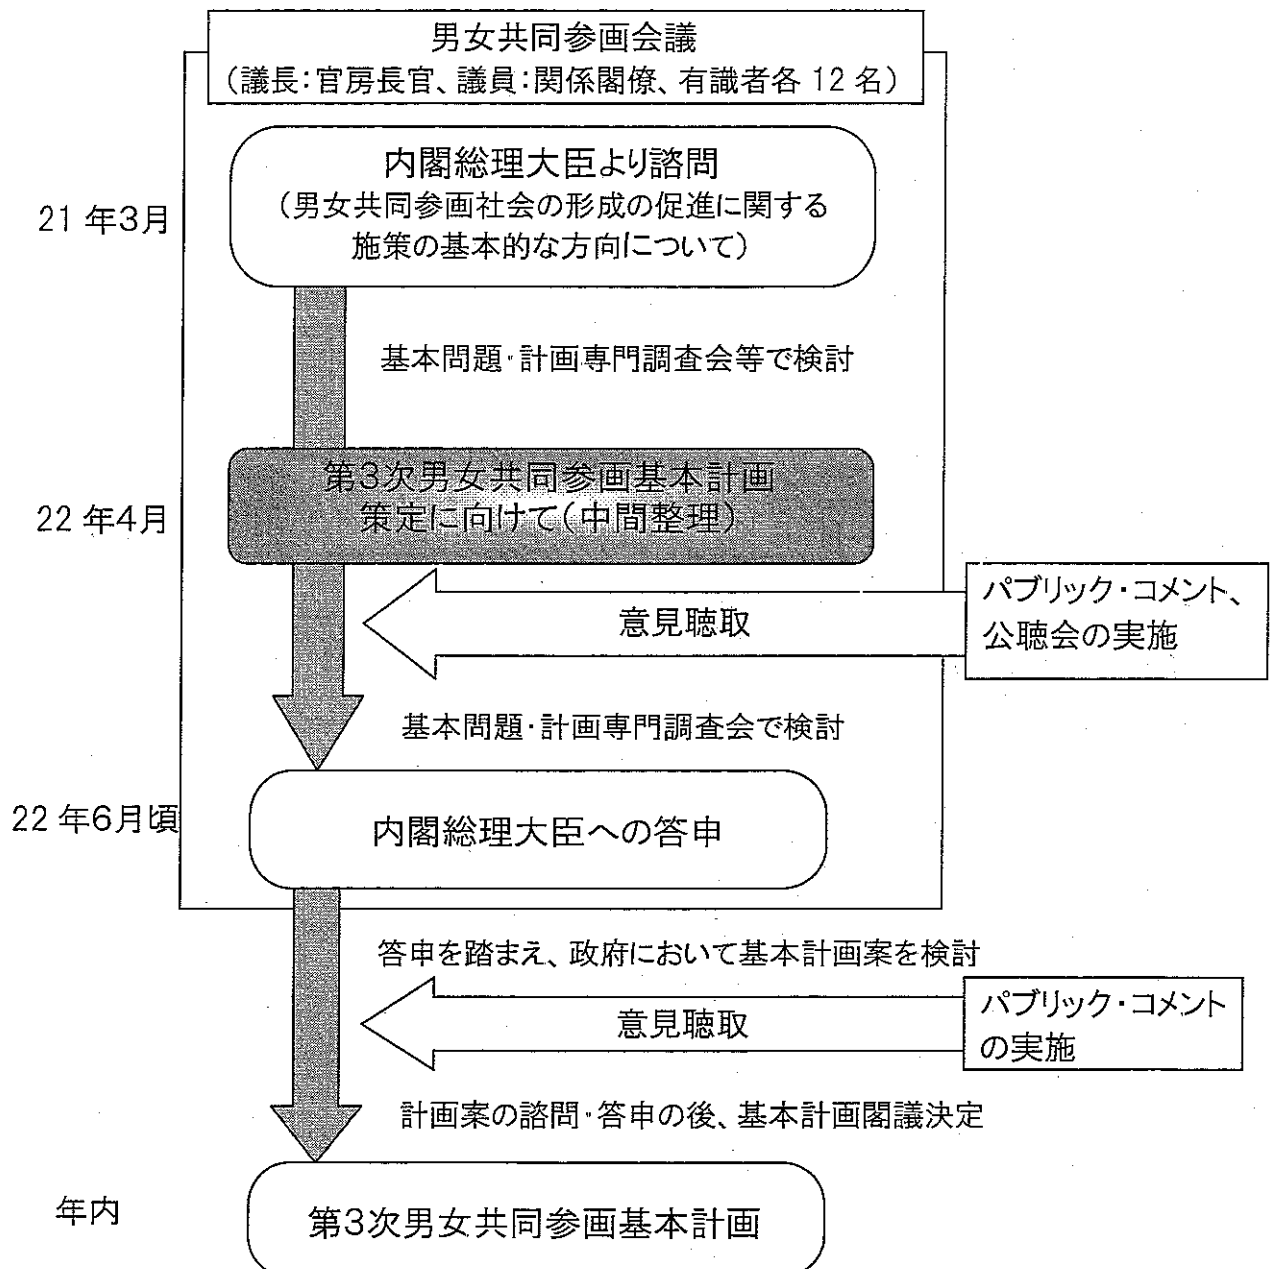 男女共同参画会議
(議長:官房長官、議員:関係閣僚、有識者各 12 名)
21 年3月
内閣総理大臣より諮問
(男女共同参画社会の形成の促進に関する
施策の基本的な方向について)
基本問題・計画専門調査会等で検討
22 年4月
第3次男女共同参画基本計画
策定に向けて(中間整理)
意見聴取
パブリック・コメント、
公聴会の実施
基本問題・計画専門調査会で検討
22 年6月頃
内閣総理大臣への答申
答申を踏まえ、政府において基本計画案を検討
意見聴取
パブリック・コメント
の実施
計画案の諮問・答申の後、基本計画閣議決定
年内
第3次男女共同参画基本計画